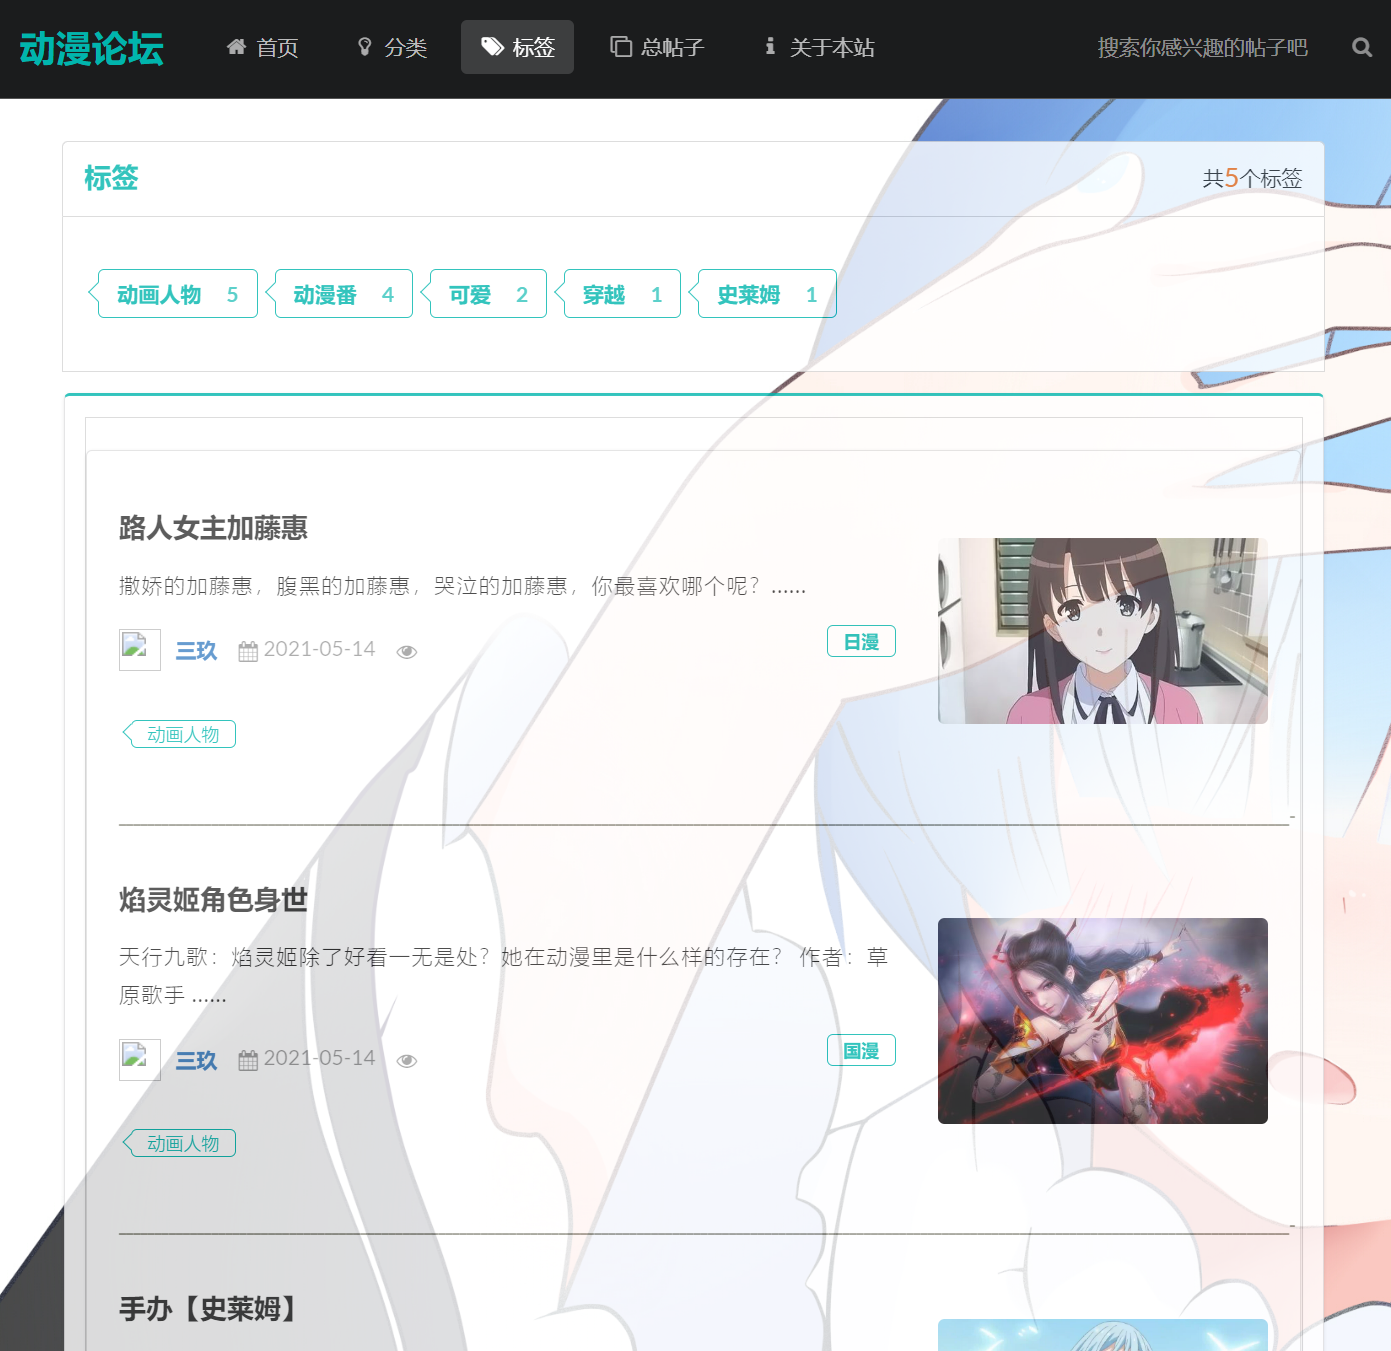 动漫论坛 首页 分类 标签 总帖子 关于本站 搜索你感兴趣的帖子吧
标签 共5个标签
动画人物 5 动漫番 4 可爱 2 穿越 1 史莱姆 1
路人女主加藤惠
撒娇的加藤惠，腹黑的加藤惠，哭泣的加藤惠，你最喜欢哪个呢？......
三玖 2021-05-14 日漫
动画人物
焰灵姬角色身世
天行九歌：焰灵姬除了好看一无是处？她在动漫里是什么样的存在？ 作者：草
原歌手 ......
三玖 2021-05-14 国漫
动画人物
手办【史莱姆】